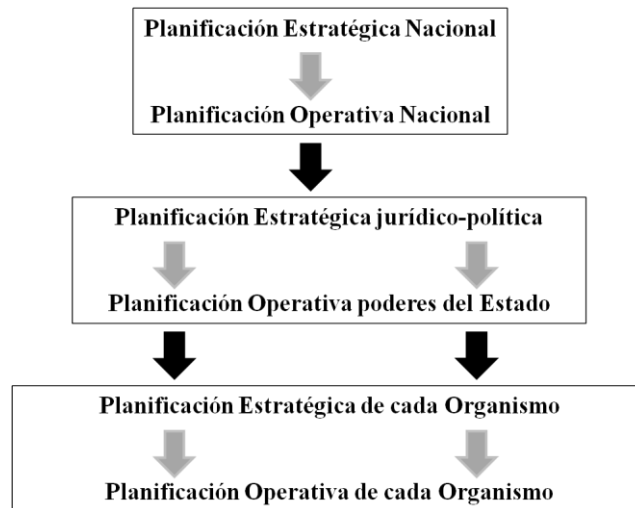 Planificación Estratégica Nacional
Planificación Operativa Nacional
Planificación Estratégica jurídico-política
Planificación Operativa poderes del Estado
Planificación Estratégica de cada Organismo
Planificación Operativa de cada Organismo